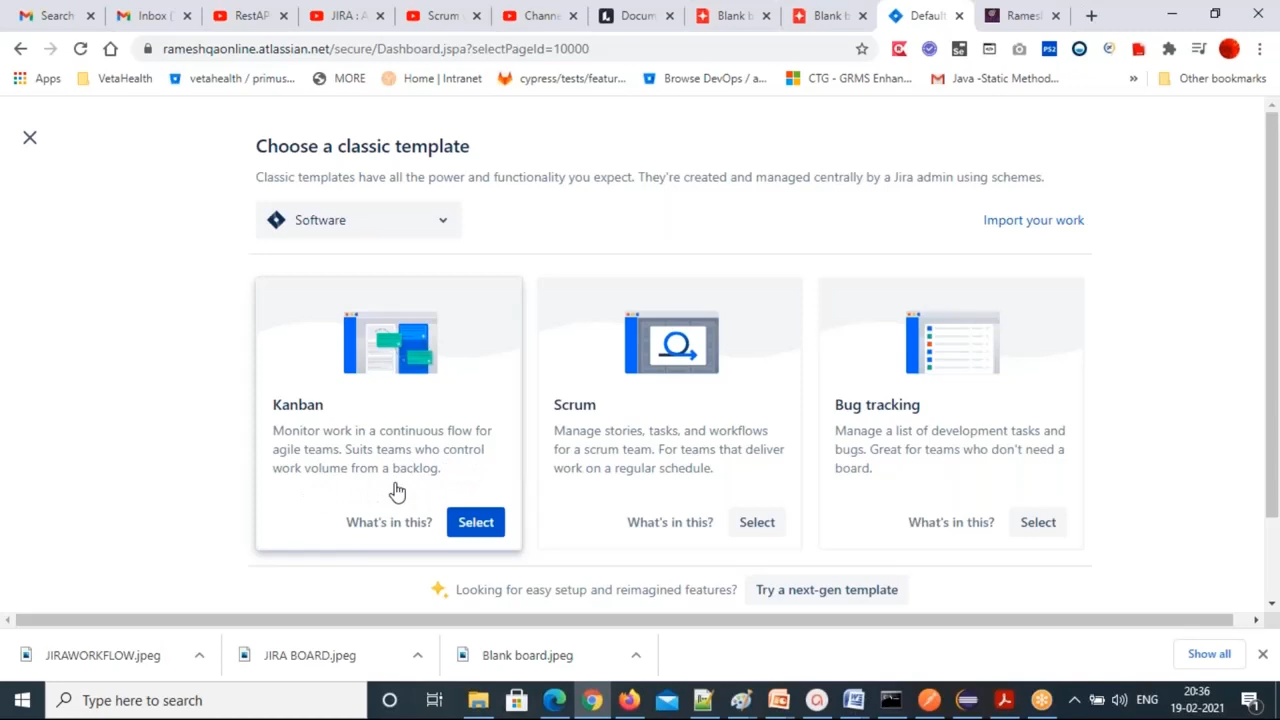 Search
Inbox (
RestAP
JIRA : A
Scrum
Channe
Docum
Blank b
Blank b
Default
Ramesl
rameshqaonline.atlassian.net/secure/Dashboard.jspa?selectPageId=10000
Apps
VetaHealth
vetahealth / primus...
MORE
Home | Intranet
cypress/tests/featur...
Browse DevOps / a...
CTG - GRMS Enhan...
Java -Static Method...
»
Other bookmarks
Choose a classic template
Classic templates have all the power and functionality you expect. They're created and managed centrally by a Jira admin using schemes.
Software
Import your work
Kanban
Monitor work in a continuous flow for
agile teams. Suits teams who control
work volume from a backlog.
What's in this?
Select
Scrum
Manage stories, tasks, and workflows
for a scrum team. For teams that deliver
work on a regular schedule.
What's in this?
Select
Bug tracking
Manage a list of development tasks and
bugs. Great for teams who don't need a
board.
What's in this?
Select
Looking for easy setup and reimagined features?
Try a next-gen template
JIRAWORKFLOW.jpeg
JIRA BOARD.jpeg
Blank board.jpeg
Show all
Type here to search
ENG
20:36
19-02-2021